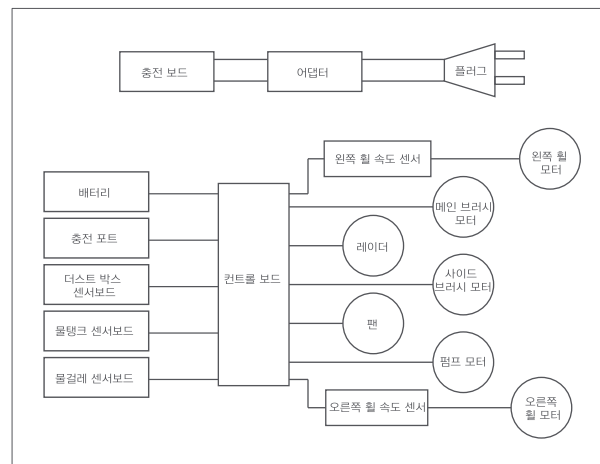 충전 보드
어댑터
플러그
왼쪽 휠 속도 센서
왼쪽 휠
모터
배터리
메인 브러시
모터
충전 포트
레이더
더스트 박스
센서보드
컨트롤 보드
사이드
브러시 모터
물탱크 센서보드
팬
펌프 모터
물걸레 센서보드
오른쪽 휠 속도 센서
오른쪽
휠 모터